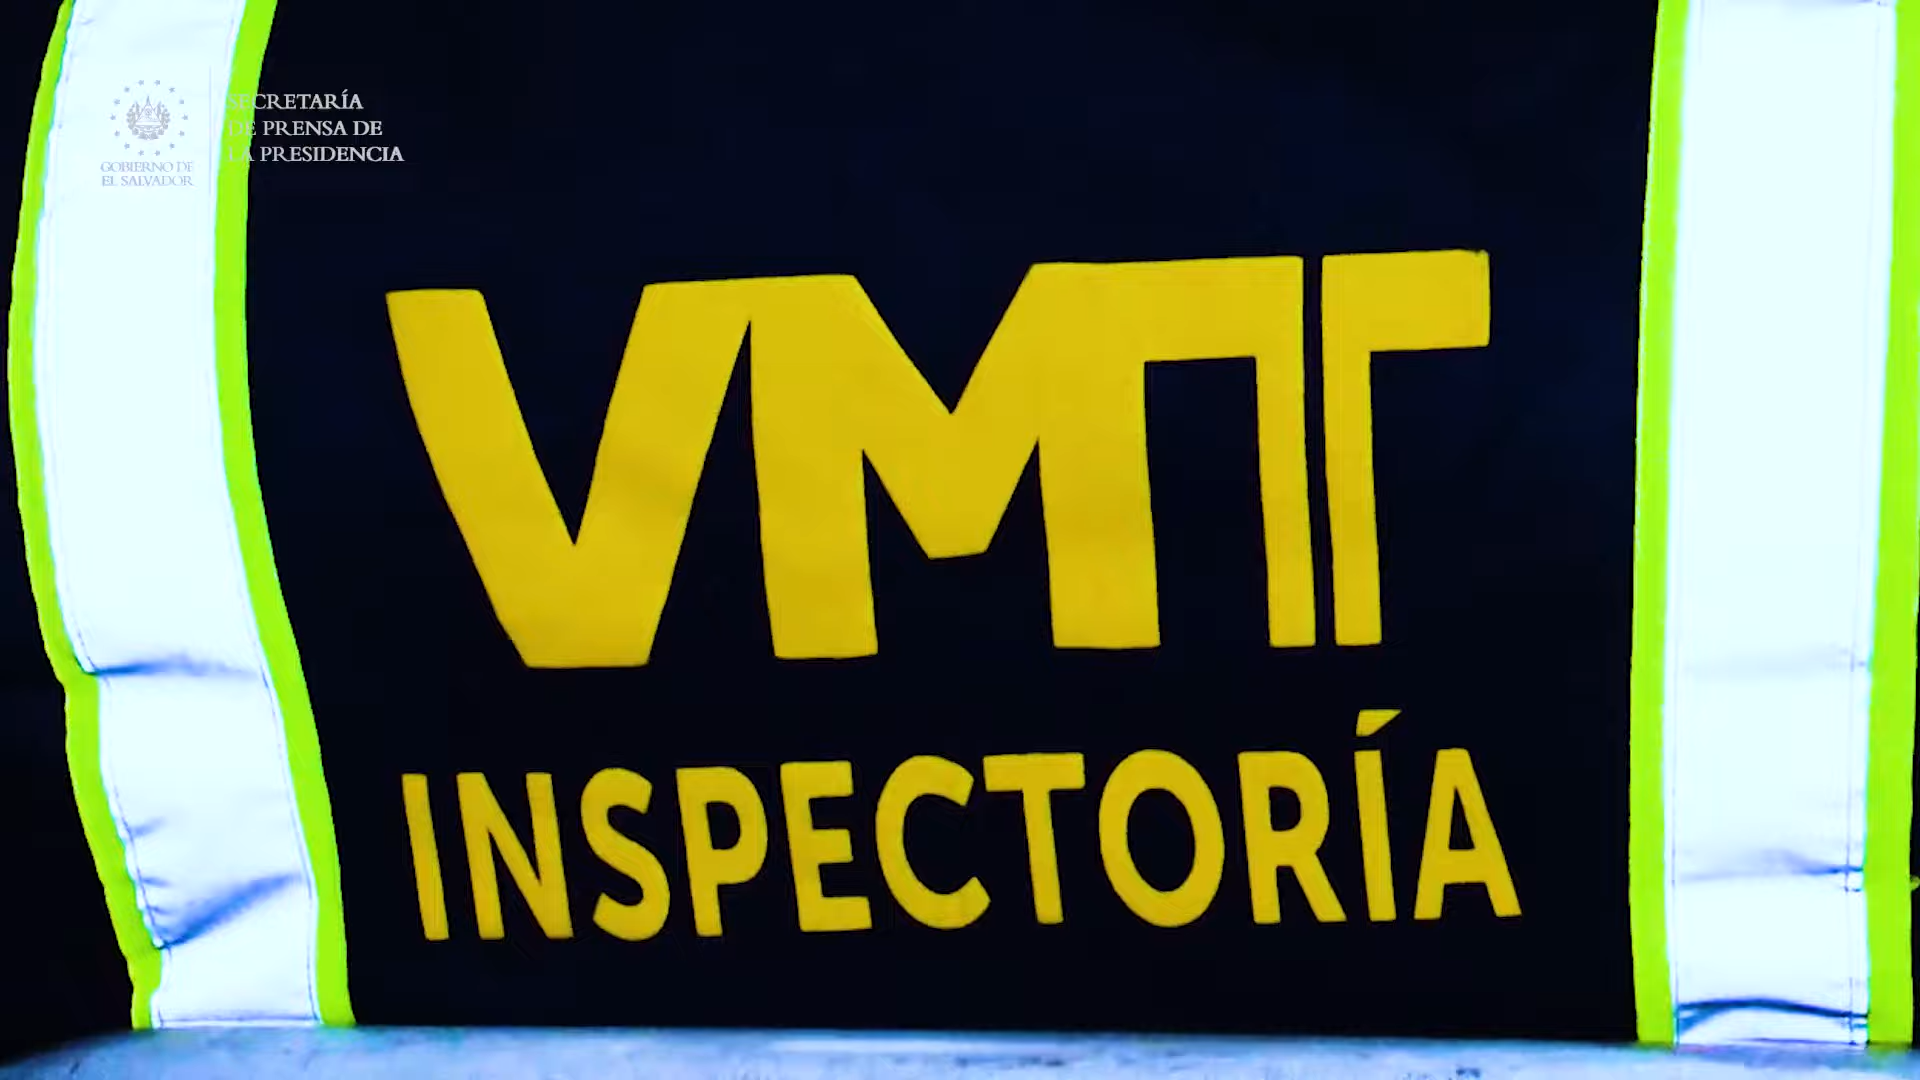 SECRETARÍA
DE PRENSA DE
LA PRESIDENCIA
GOBIERNO DE
EL SALVADOR
VMT
INSPECTORÍA